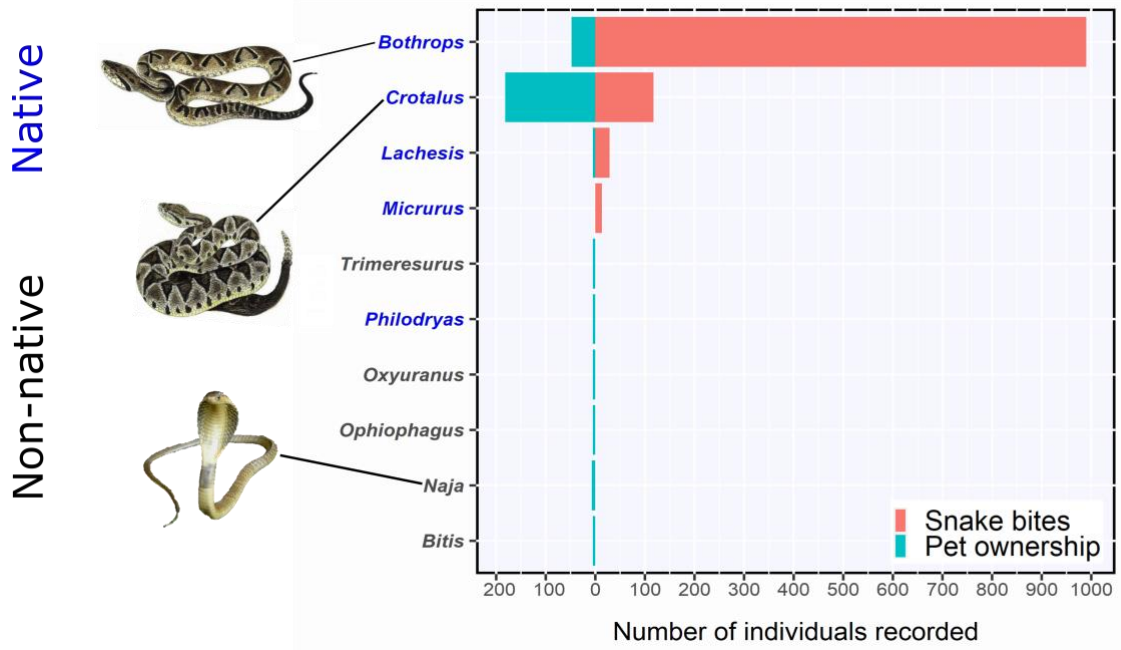 Native
Non-native
Bothrops
Crotalus
Lachesis
Micrurus
Trimeresurus
Philodryas
Oxyuranus
Ophiophagus
Naja
Bitis
Snake bites
Pet ownership
200 100 0 100 200 300 400 500 600 700 800 900 1000
Number of individuals recorded